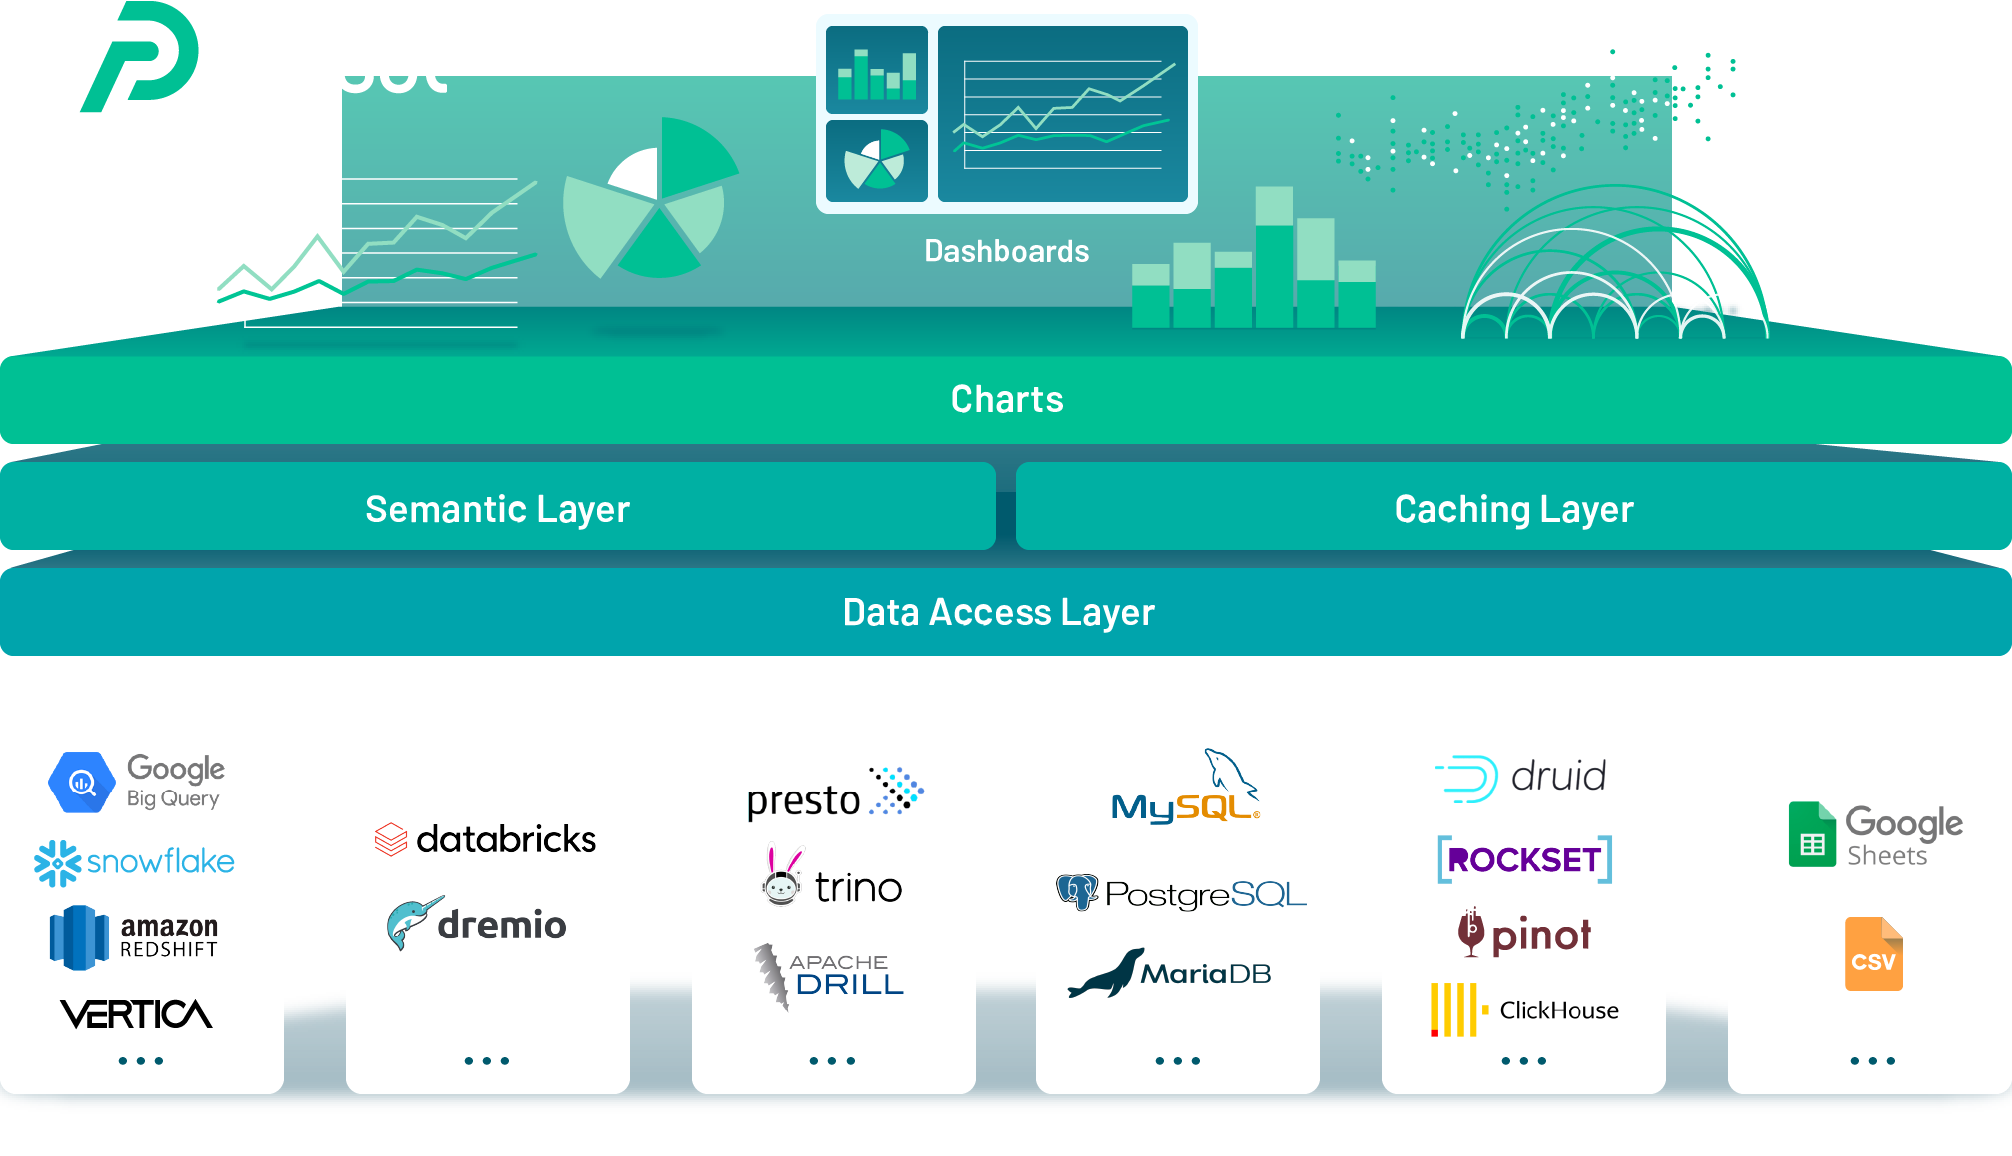 Dashboards
Charts
Semantic Layer
Caching Layer
Data Access Layer
Google
Big Query
snowflake
amazon
REDSHIFT
VERTICA
...
databricks
dremio
...
presto
trino
APACHE
DRILL
...
MySQL®
PostgreSQL
MariaDB
...
druid
[ROCKSET]
pinot
ClickHouse
...
Google
Sheets
CSV
...